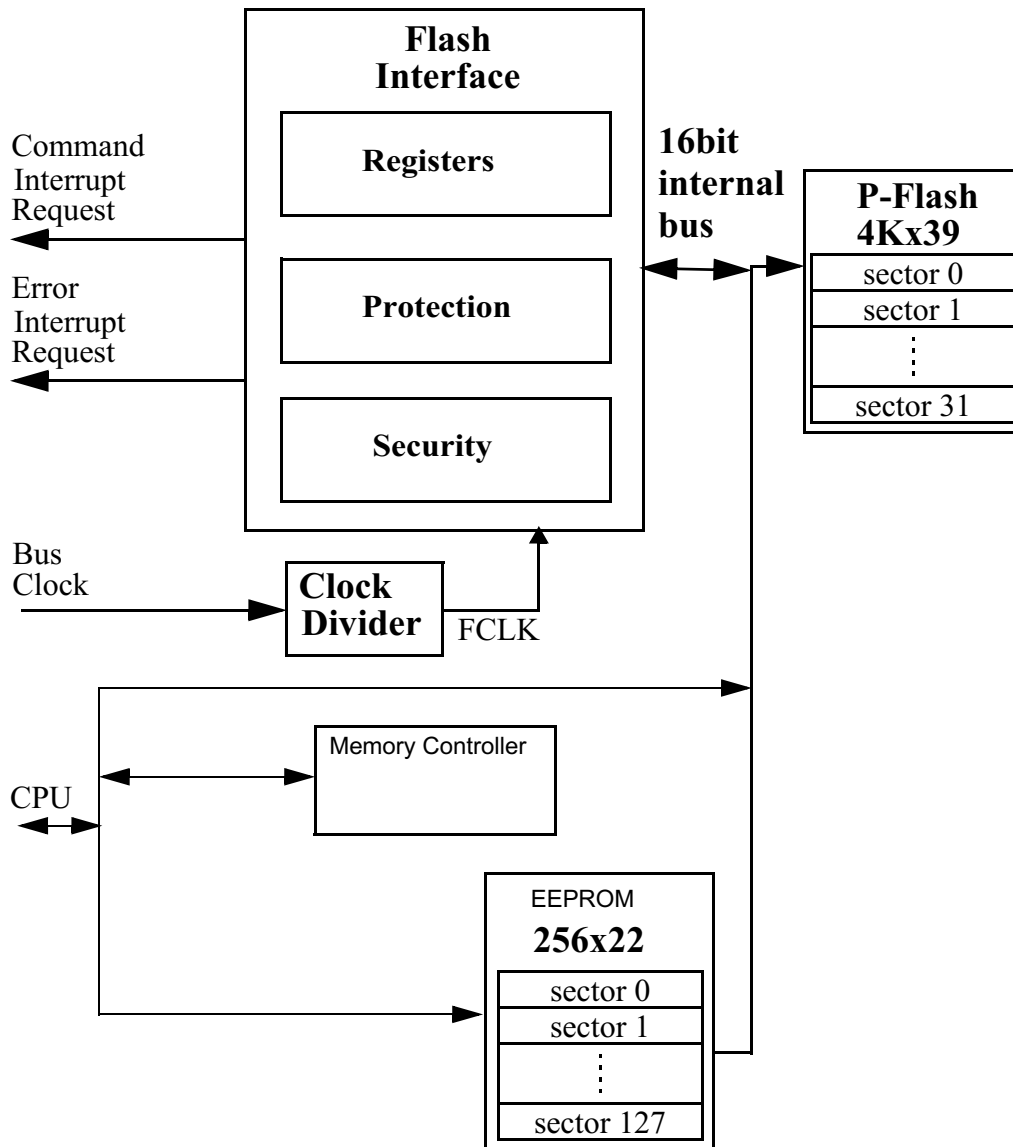 Flash
Interface
Registers
Protection
Security
Command
Interrupt
Request
Error
Interrupt
Request
16bit
internal
bus
P-Flash
4Kx39
sector 0
sector 1
sector 31
Bus
Clock
Clock
Divider
FCLK
Memory Controller
CPU
EEPROM
256x22
sector 0
sector 1
sector 127